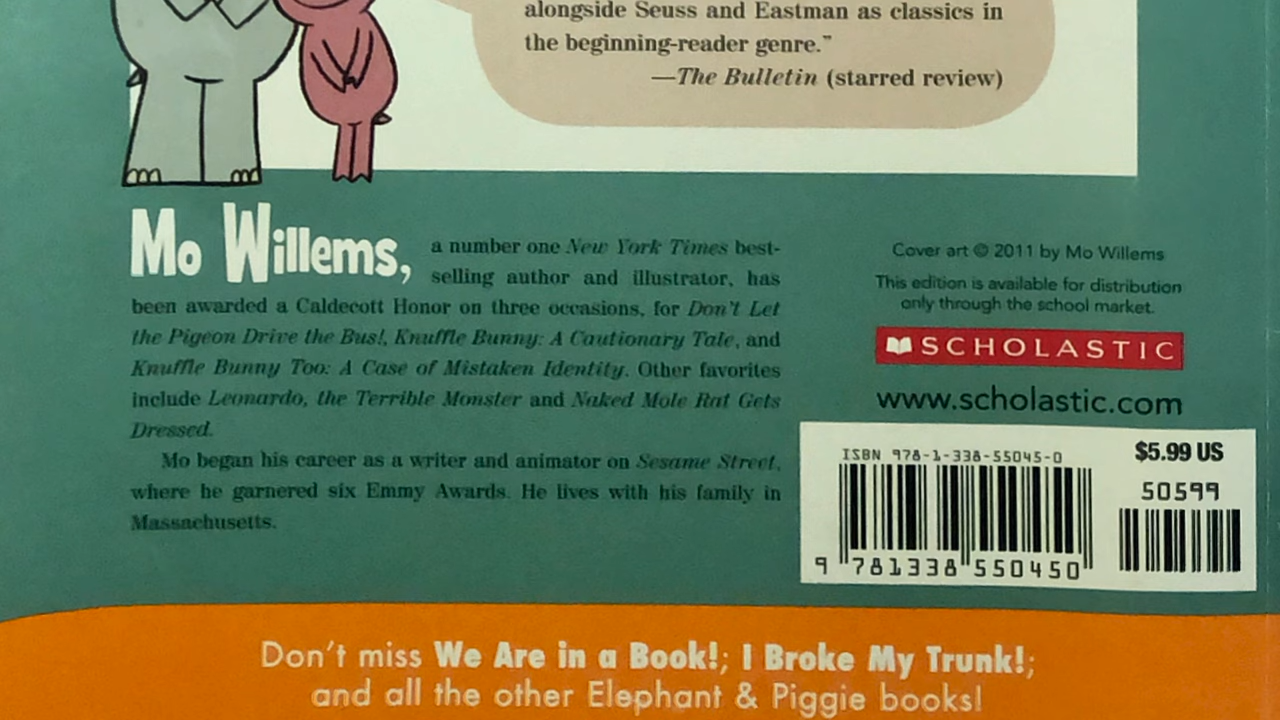 alongside Seuss and Eastman as classics in
the beginning-reader genre.”
—The Bulletin (starred review)
Mo Willems, a number one New York Times best-
selling author and illustrator, has
been awarded a Caldecott Honor on three occasions, for Don’t Let
the Pigeon Drive the Bus!, Knuffle Bunny: A Cautionary Tale, and
Knuffle Bunny Too: A Case of Mistaken Identity. Other favorites
include Leonardo, the Terrible Monster and Naked Mole Rat Gets
Dressed.
Mo began his career as a writer and animator on Sesame Street,
where he garnered six Emmy Awards. He lives with his family in
Massachusetts.
Cover art © 2011 by Mo Willems
This edition is available for distribution
only through the school market.
SCHOLASTIC
www.scholastic.com
ISBN 978-1-338-55045-0
$5.99 US
50599
9 781338 550450
Don’t miss We Are in a Book!; I Broke My Trunk!;
and all the other Elephant & Piggie books!